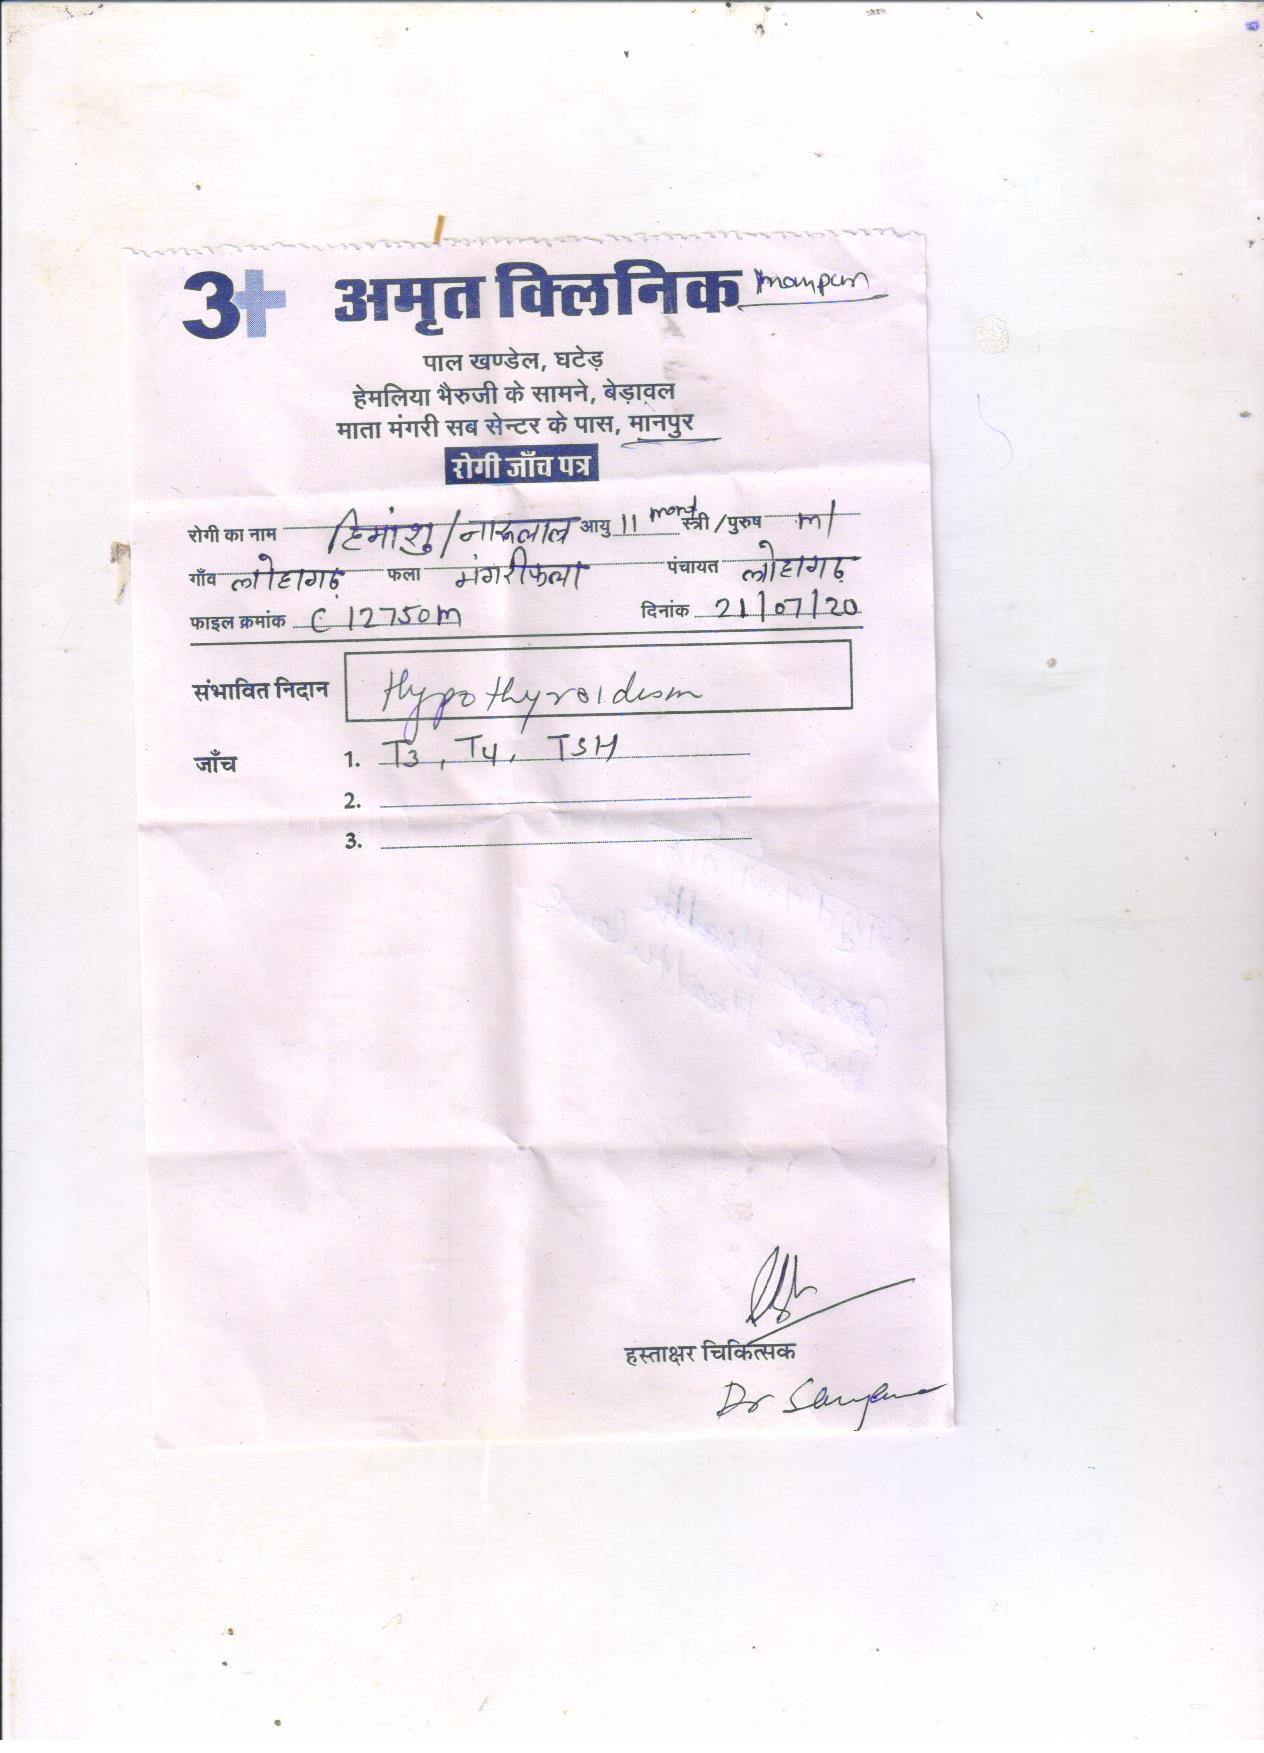 3+ अमृत क्लिनिक manpur
पाल खण्डेल, घटेड़
हेमलिया भैरुजी के सामने, बेड़ावल
माता मंगरी सब सेन्टर के पास, मानपुर
रोगी जाँच पत्र
रोगी का नाम हिमांशु/नारूलाल आयु 11 month स्त्री/पुरुष m/
गाँव लोहागढ़ फला मंगरीफला पंचायत लोहागढ़
फाइल क्रमांक C12750m दिनांक 21/07/20
संभावित निदान Hypothyroidism
जाँच 1. T3, T4, TSH
2.
3.
हस्ताक्षर चिकित्सक
Dr